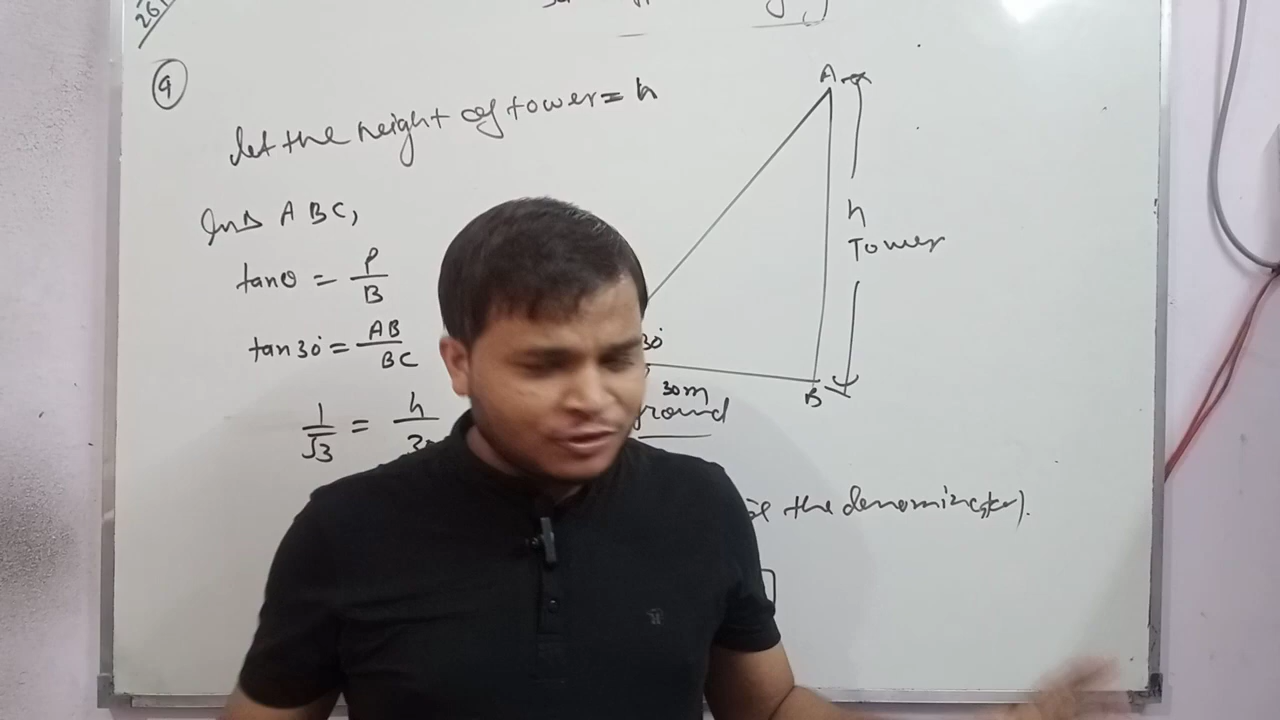 4
let the height of tower = h
A
In Δ ABC,
h
Tower
tanθ = P/B
tan30° = AB/BC
30°
30m
B
ground
1/√3 = h/
the denominator).